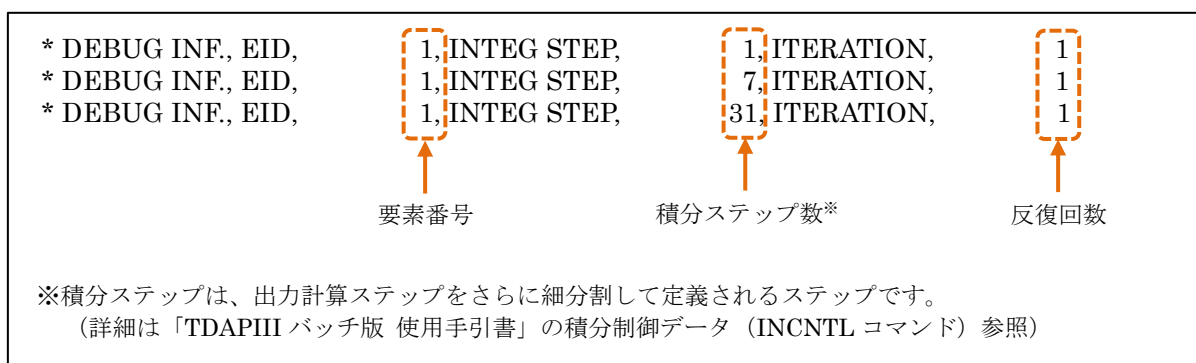 * DEBUG INF., EID, 1, INTEG STEP, 1, ITERATION, 1
* DEBUG INF., EID, 1, INTEG STEP, 7, ITERATION, 1
* DEBUG INF., EID, 1, INTEG STEP, 31, ITERATION, 1
要素番号 積分ステップ数※ 反復回数
※積分ステップは、出力計算ステップをさらに細分割して定義されるステップです。
（詳細は「TDAPIII バッチ版 使用手引書」の積分制御データ（INCNTL コマンド）参照）